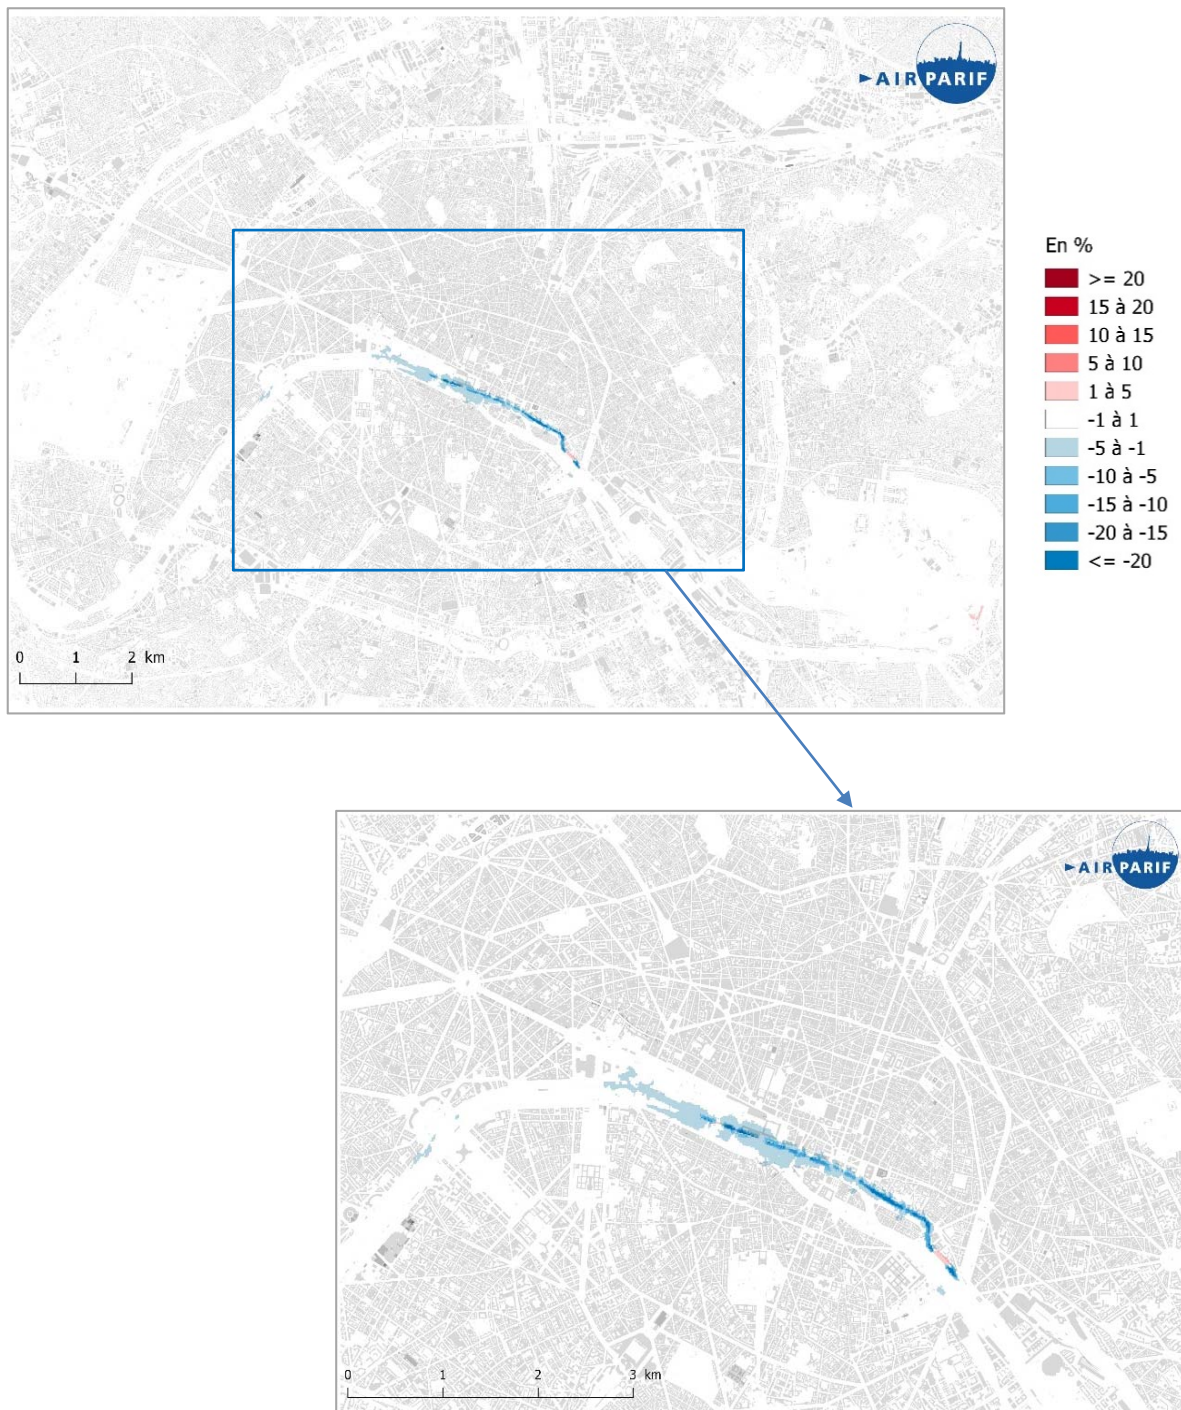 AIRPARIF
En %
>= 20
15 à 20
10 à 15
5 à 10
1 à 5
-1 à 1
-5 à -1
-10 à -5
-15 à -10
-20 à -15
<= -20
0 1 2 km
AIRPARIF
0 1 2 3 km